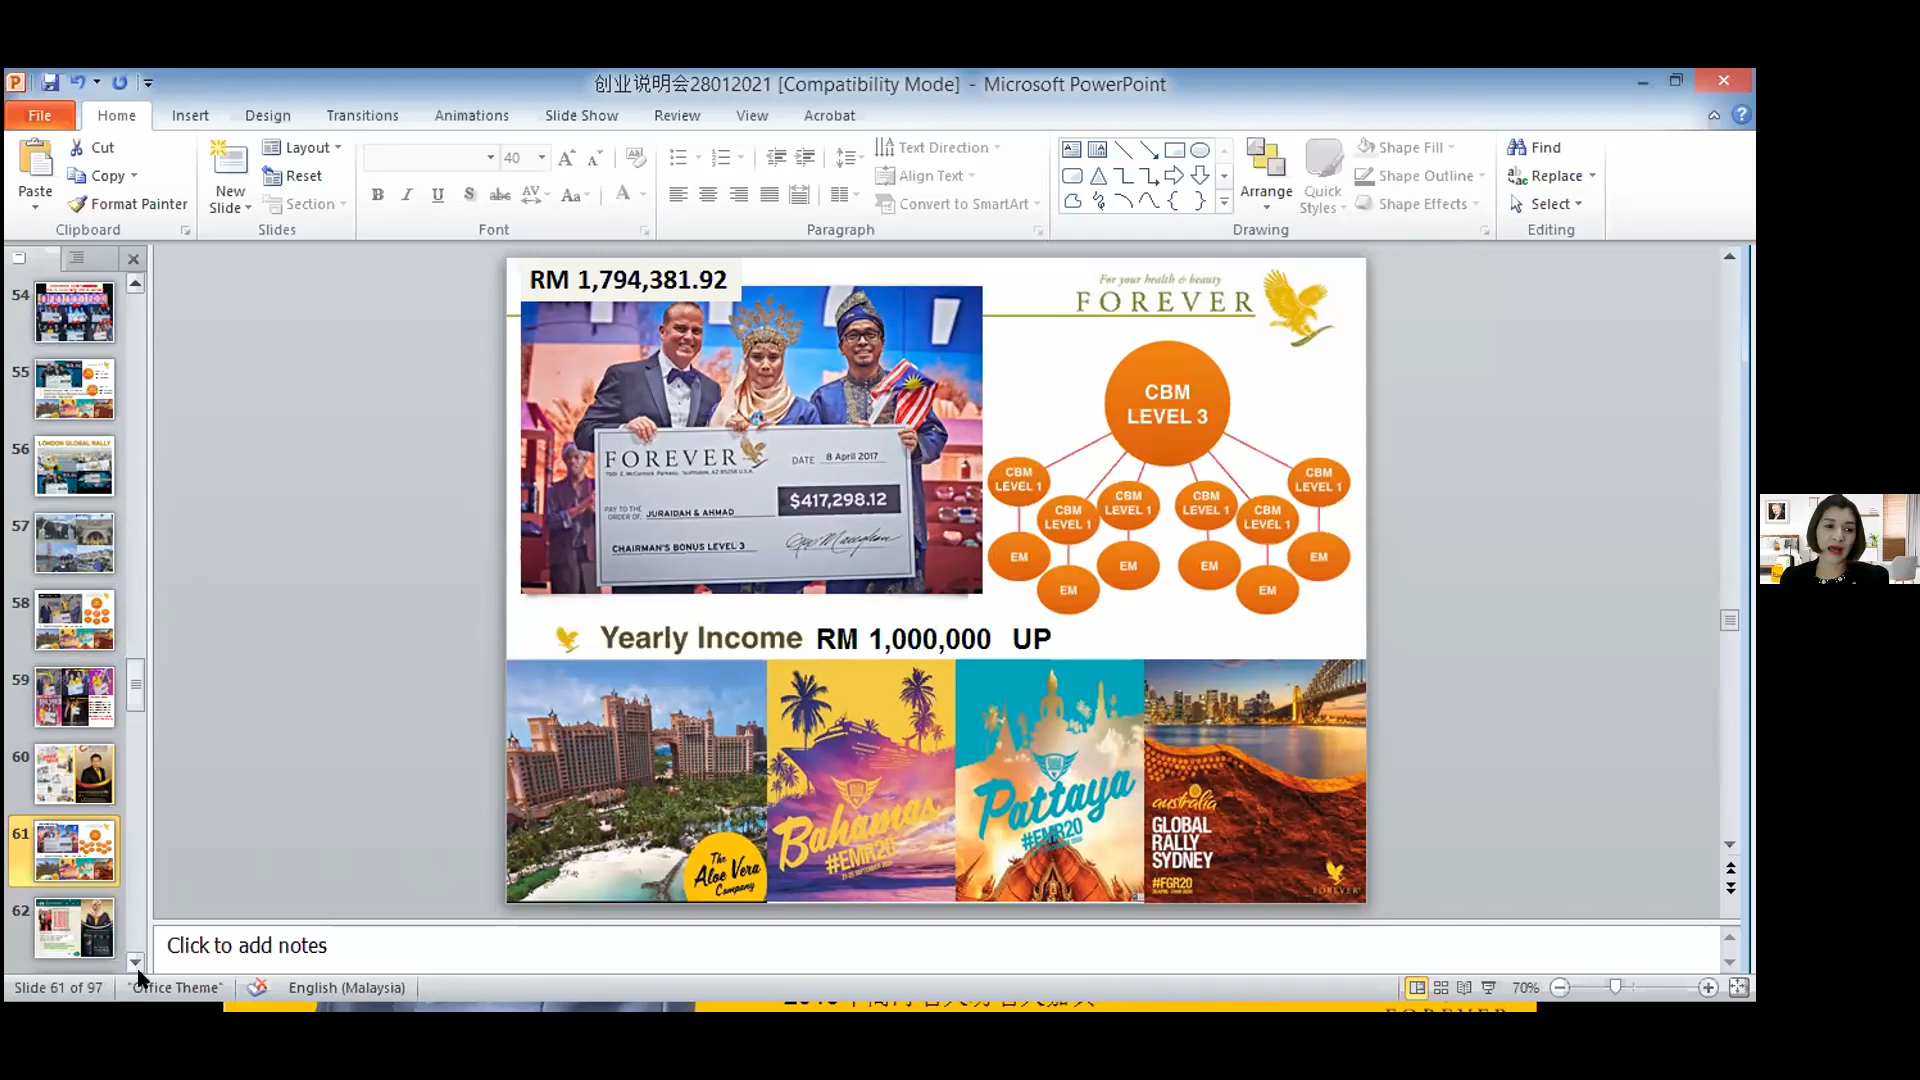 创业说明会28012021 [Compatibility Mode] - Microsoft PowerPoint
File Home Insert Design Transitions Animations Slide Show Review View Acrobat
Cut
Copy
Format Painter
Paste
Clipboard
New Slide
Layout
Reset
Section
Slides
40
Font
Text Direction
Align Text
Convert to SmartArt
Paragraph
Arrange
Quick Styles
Shape Fill
Shape Outline
Shape Effects
Drawing
Find
Replace
Select
Editing
54
55
56
LONDON GLOBAL RALLY
57
58
59
60
61
62
RM 1,794,381.92
For your health & beauty
FOREVER
FOREVER
DATE 8 April 2017
$417,298.12
PAY TO THE ORDER OF, JURAIDAH & AHMAD
CHAIRMAN'S BONUS LEVEL 3
CBM LEVEL 3
CBM LEVEL 1
CBM LEVEL 1
CBM LEVEL 1
CBM LEVEL 1
CBM LEVEL 1
CBM LEVEL 1
EM
EM
EM
EM
EM
EM
Yearly Income RM 1,000,000 UP
The Aloe Vera Company
Bahamas
#EMR20
Pattaya
#EMR20
australia
GLOBAL
RALLY
SYDNEY
#FGR20
FOREVER
Click to add notes
Slide 61 of 97
"Office Theme"
English (Malaysia)
70%